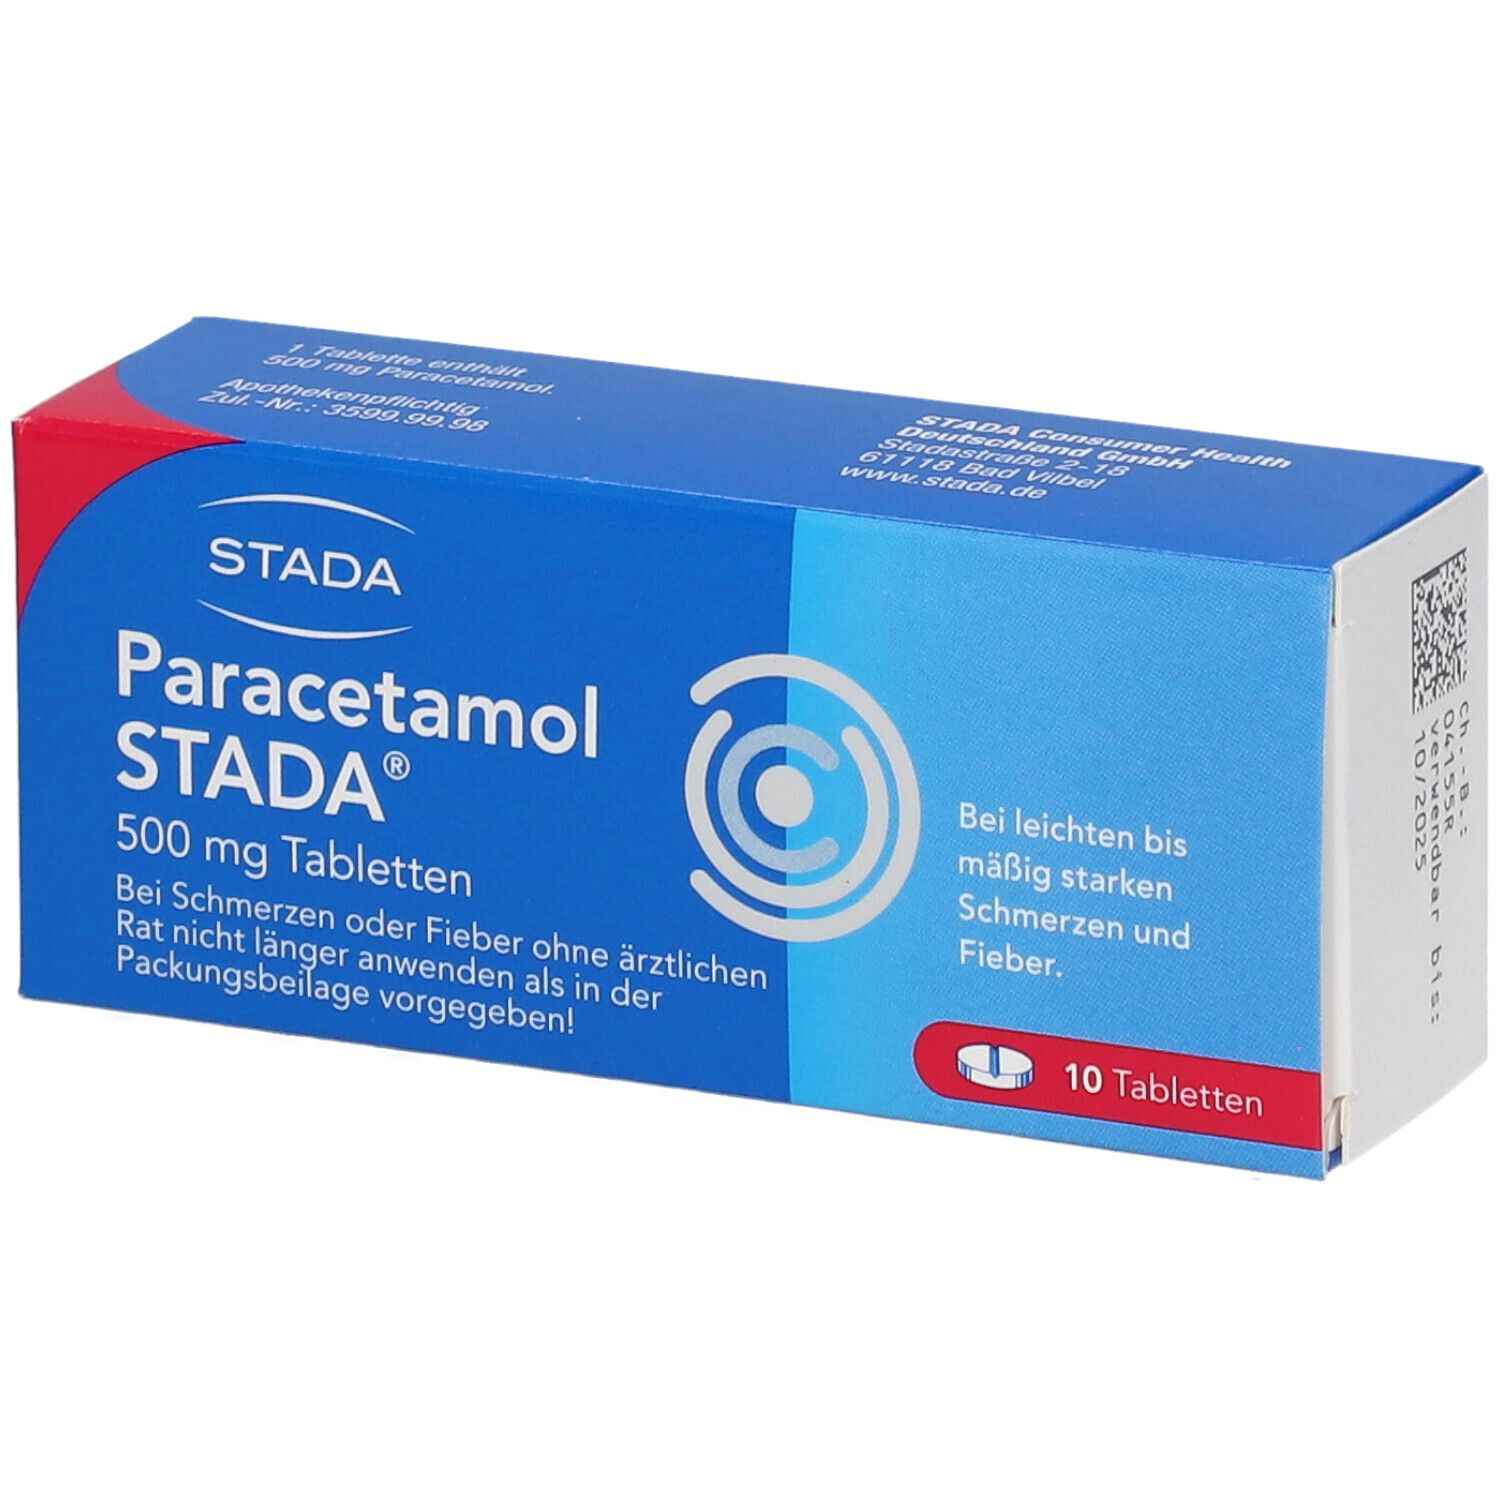 1 Tablette enthält
500 mg Paracetamol.
Apothekenpflichtig
Zul.-Nr.: 3599.99.98
STADA Consumer Health
Deutschland GmbH
Stadastraße 2-18
61118 Bad Vilbel
www.stada.de
STADA
Paracetamol
STADA®
500 mg Tabletten
Bei Schmerzen oder Fieber ohne ärztlichen
Rat nicht länger anwenden als in der
Packungsbeilage vorgegeben!
Bei leichten bis
mäßig starken
Schmerzen und
Fieber.
10 Tabletten
Ch.-B.:
04155R
verwendbar bis:
10/2025